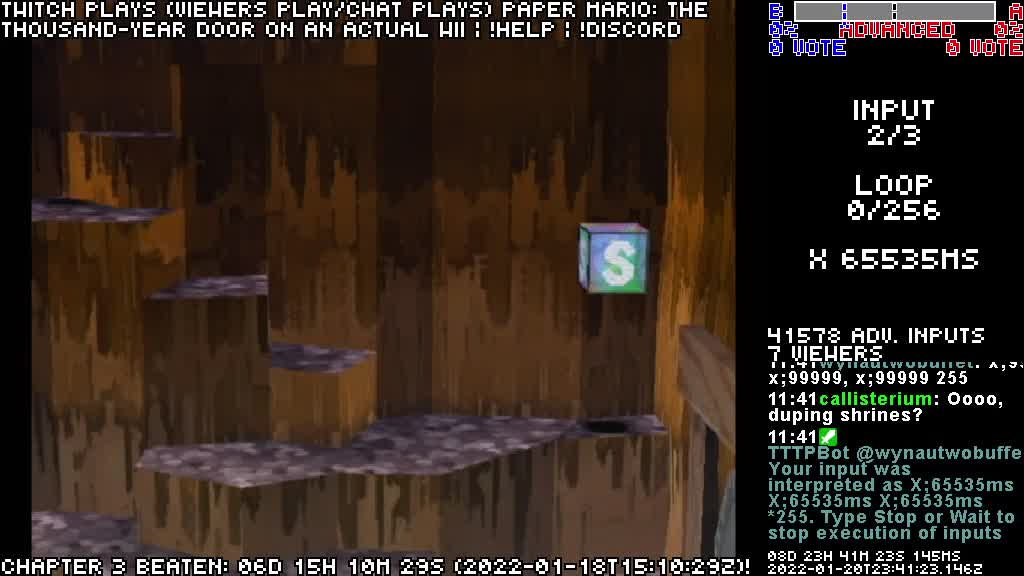 TWITCH PLAYS (VIEWERS PLAY/CHAT PLAYS) PAPER MARIO: THE
THOUSAND-YEAR DOOR ON AN ACTUAL WII ¦ !HELP ¦ !DISCORD
B A
0% ADVANCED 0%
0 VOTE 0 VOTE
INPUT
2/3
LOOP
0/256
X 65535MS
S
41578 ADV. INPUTS
7 VIEWERS
x;99999, x;99999 255
11:41 callisterium: Oooo,
duping shrines?
11:41
TTTPBot @wynautwobuffe
Your input was
interpreted as X;65535ms
X;65535ms X;65535ms
*255. Type Stop or Wait to
stop execution of inputs
CHAPTER 3 BEATEN: 06D 15H 10M 29S (2022-01-18T15:10:29Z)!
08D 23H 41M 23S 145MS
2022-01-20T23:41:23.146Z